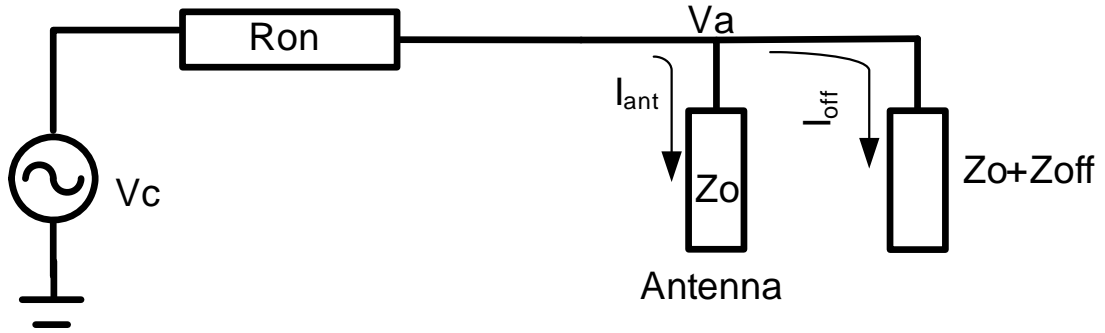 Ron
Va
Iant
Ioff
Vc
Zo
Zo+Zoff
Antenna